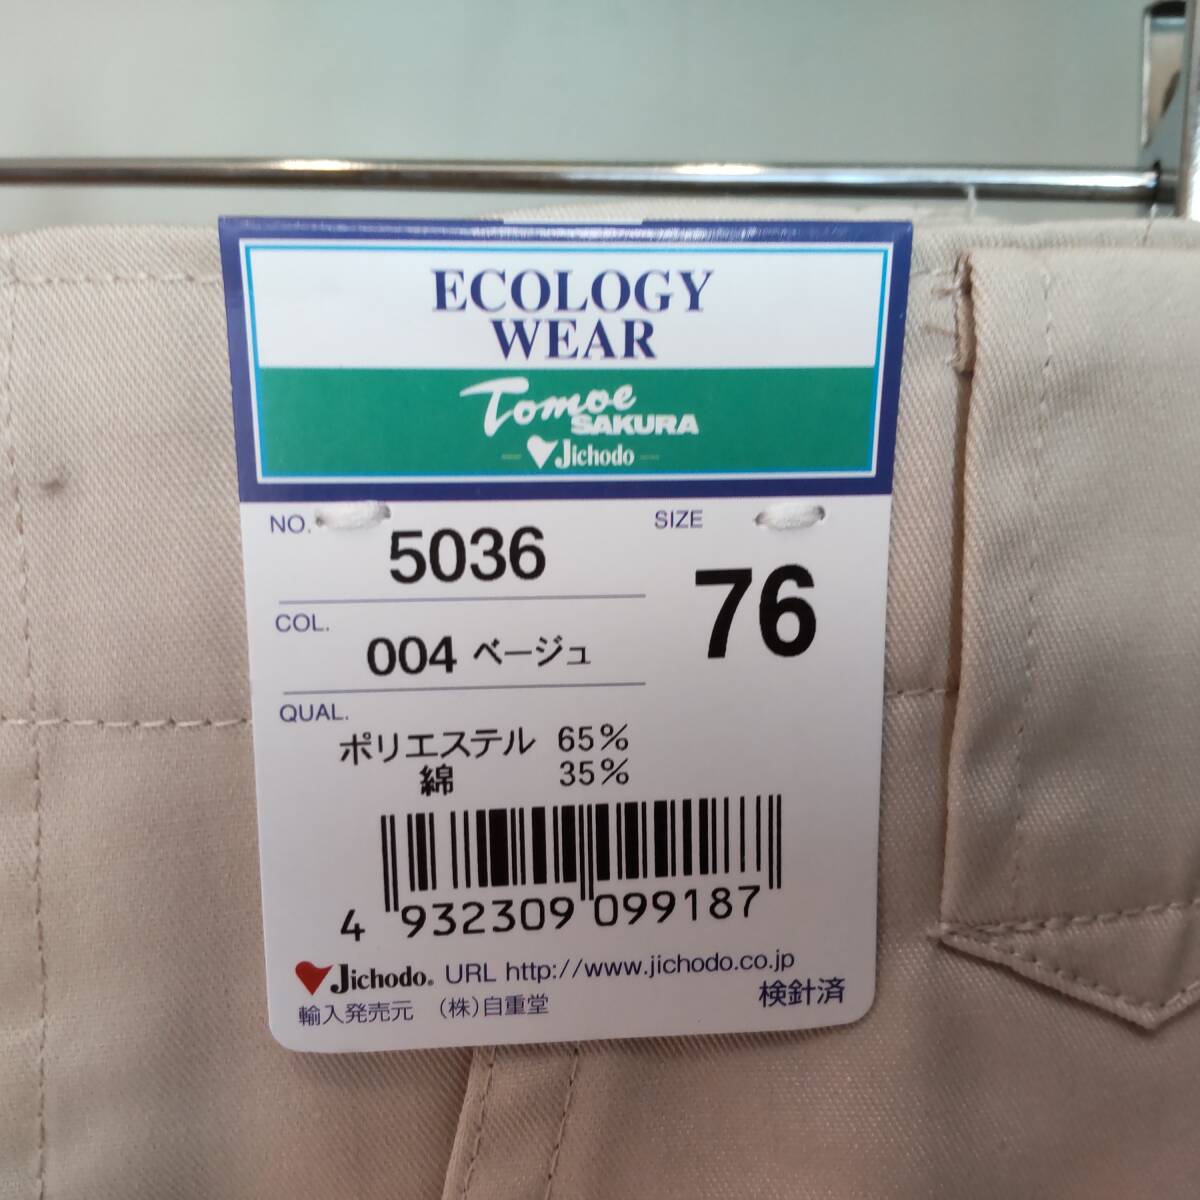 ECOLOGY
WEAR
Tomoe
SAKURA
Jichodo
NO. 5036
SIZE 76
COL. 004 ベージュ
QUAL.
ポリエステル 65%
綿 35%
4 932309 099187
Jichodo. URL http://www.jichodo.co.jp
輸入発売元 (株)自重堂 検針済